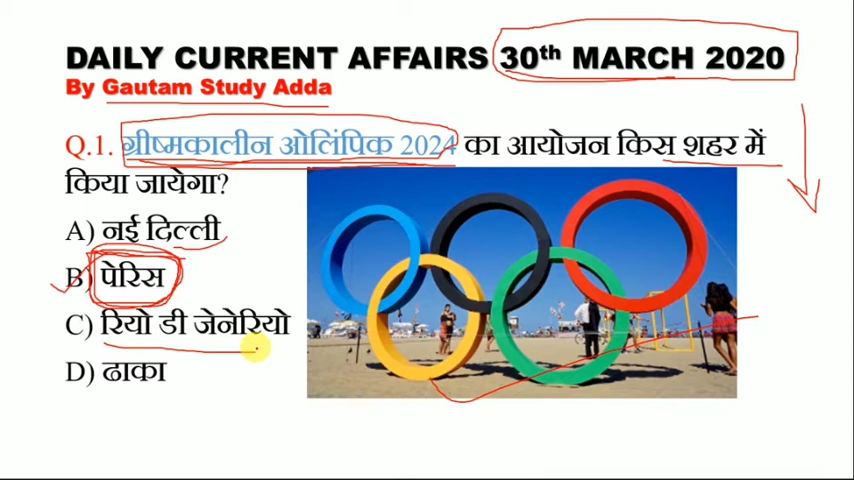 DAILY CURRENT AFFAIRS 30th MARCH 2020
By Gautam Study Adda
Q.1. ग्रीष्मकालीन ओलिंपिक 2024 का आयोजन किस शहर में
किया जायेगा?
A) नई दिल्ली
B) पेरिस
C) रियो डी जेनेरियो
D) ढाका